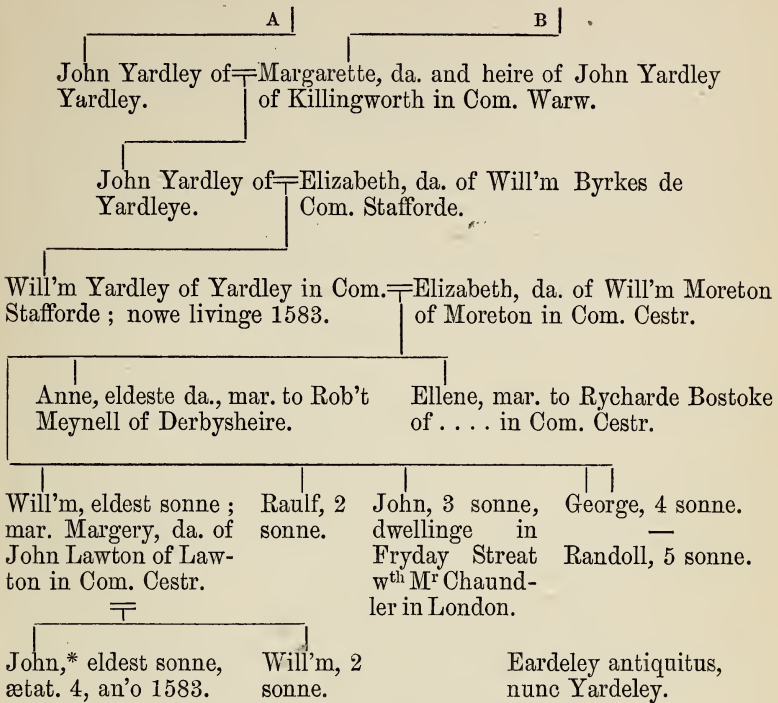 A B
John Yardley of Margarette, da. and heire of John Yardley
Yardley. of Killingworth in Com. Warw.
John Yardley of Elizabeth, da. of Will'm Byrkes de
Yardleye. Com. Stafforde.
Will'm Yardley of Yardley in Com. Elizabeth, da. of Will'm Moreton
Stafforde ; nowe livinge 1583. of Moreton in Com. Cestr.
Anne, eldeste da., mar. to Rob't
Meynell of Derbysheire.
Ellene, mar. to Rycharde Bostoke
of . . . . in Com. Cestr.
Will'm, eldest sonne ;
mar. Margery, da. of
John Lawton of Law-
ton in Com. Cestr.
Raulf, 2
sonne.
John, 3 sonne,
dwellinge in
Fryday Streat
wth Mr Chaund-
ler in London.
George, 4 sonne.
—
Randoll, 5 sonne.
John,* eldest sonne,
ætat. 4, an'o 1583.
Will'm, 2
sonne.
Eardeley antiquitus,
nunc Yardeley.